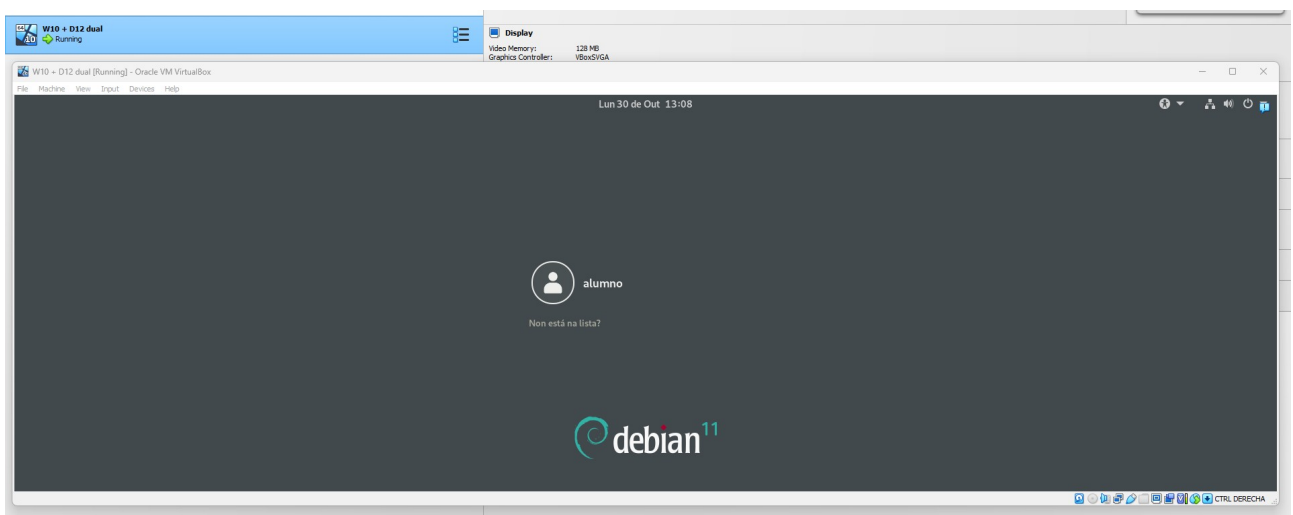 W10 + D12 dual
Running
Display
Video Memory: 128 MB
Graphics Controller: VBoxSVGA
W10 + D12 dual [Running] - Oracle VM VirtualBox
File Machine View Input Devices Help
Lun 30 de Out 13:08
alumno
Non está na lista?
debian 11
CTRL DERECHA